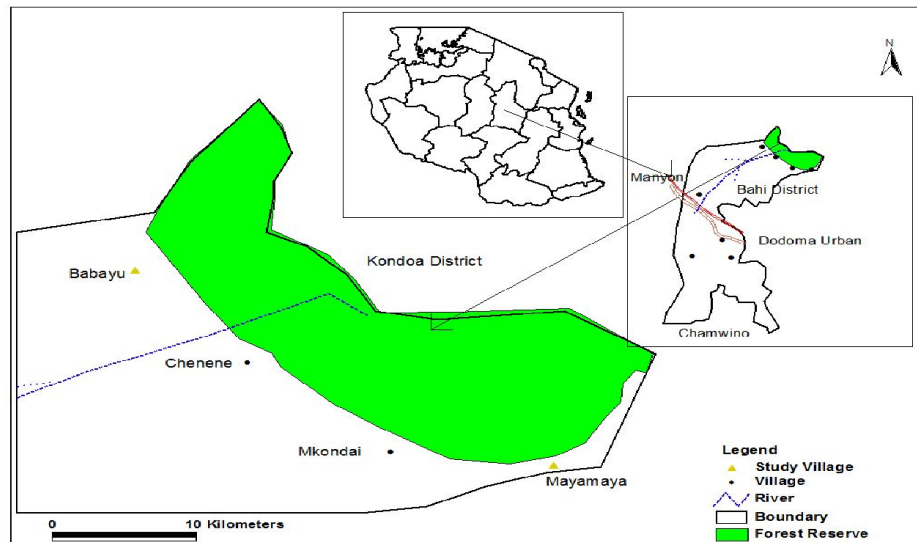 N
Manyon
Bahi District
Dodoma Urban
Chamwino
Kondoa District
Babayu
Chenene
Mkondai
Mayamaya
Legend
Study Village
Village
River
Boundary
Forest Reserve
0 10 Kilometers